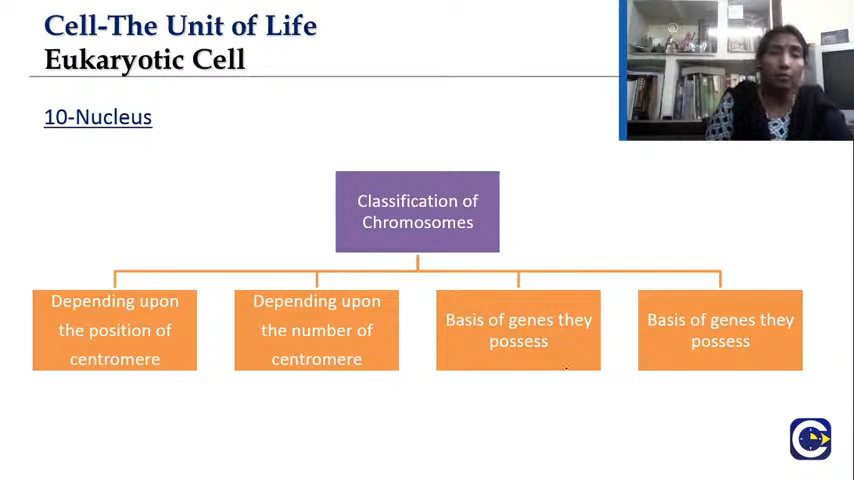 Cell-The Unit of Life
Eukaryotic Cell
10-Nucleus
Classification of
Chromosomes
Depending upon
the position of
centromere
Depending upon
the number of
centromere
Basis of genes they
possess
Basis of genes they
possess